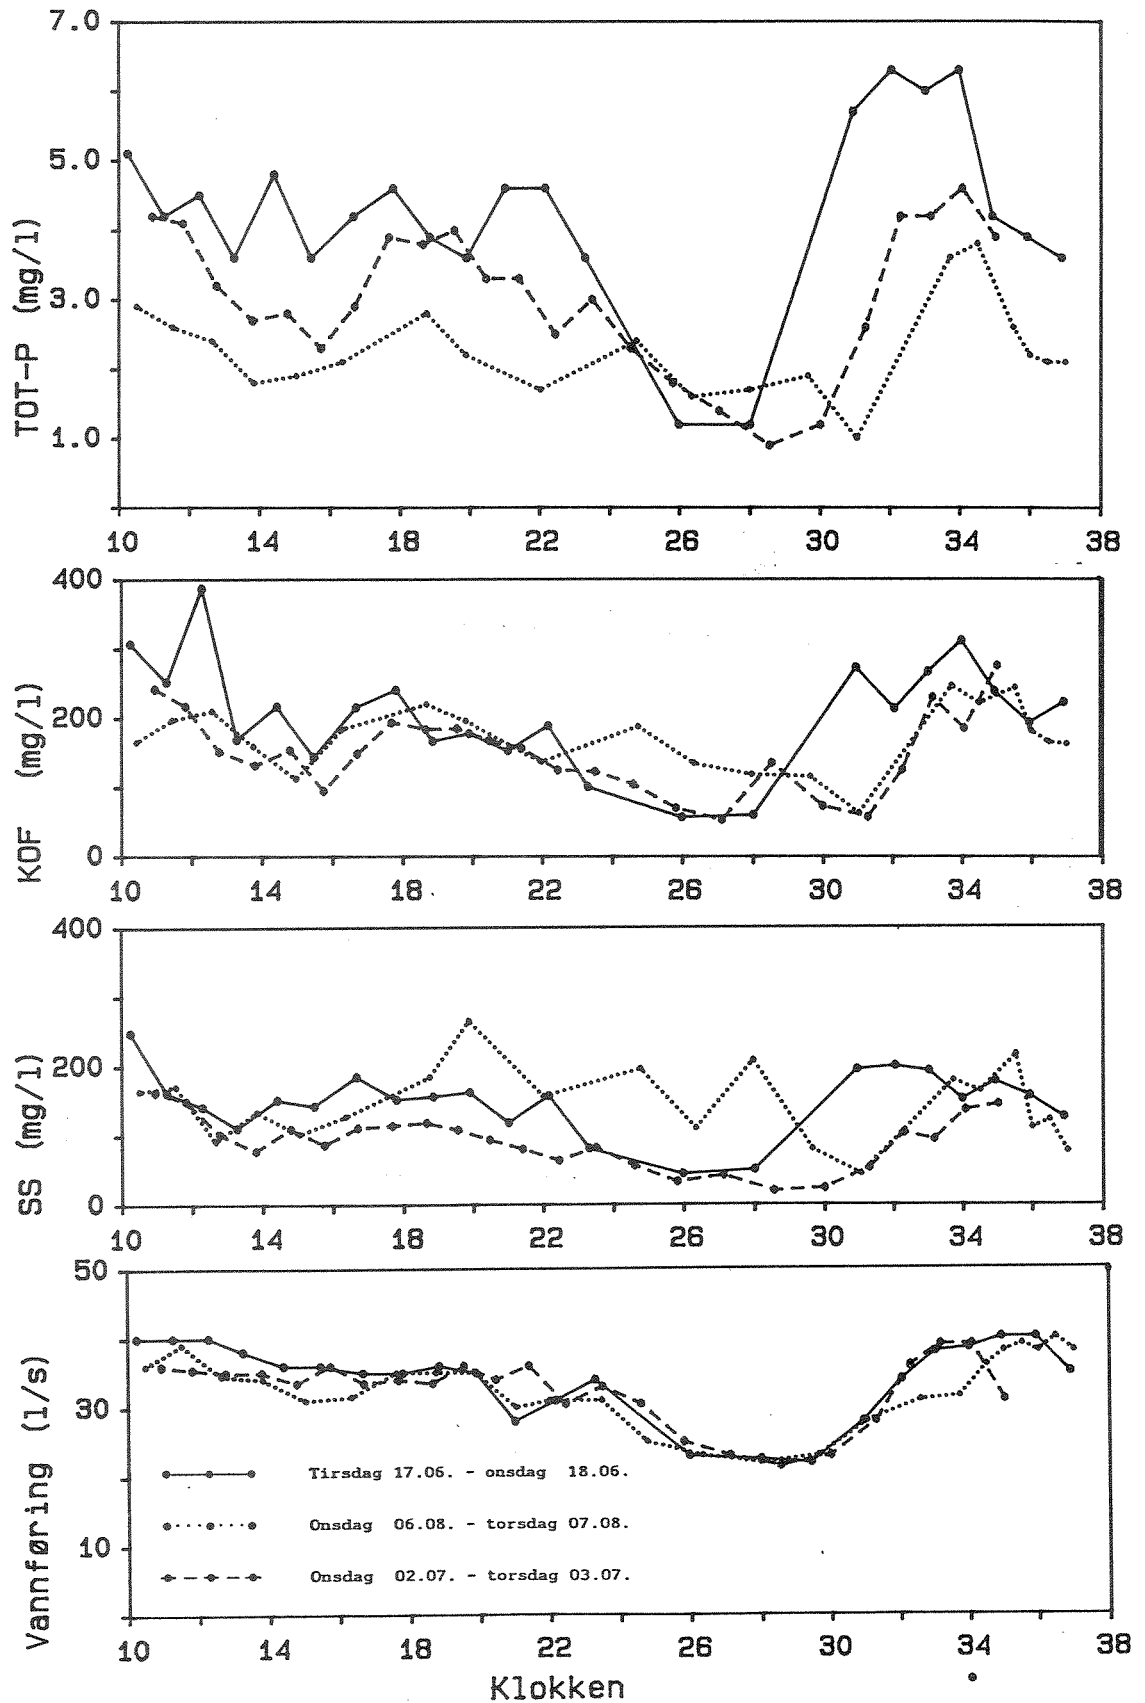 7.0
5.0
3.0
1.0
TOT-P (mg/l)
10 14 18 22 26 30 34 38
400
200
0
KOF (mg/l)
10 14 18 22 26 30 34 38
400
200
0
SS (mg/l)
10 14 18 22 26 30 34 38
50
30
10
Vannføring (l/s)
Tirsdag 17.06. - onsdag 18.06.
Onsdag 06.08. - torsdag 07.08.
Onsdag 02.07. - torsdag 03.07.
10 14 18 22 26 30 34 38
Klokken